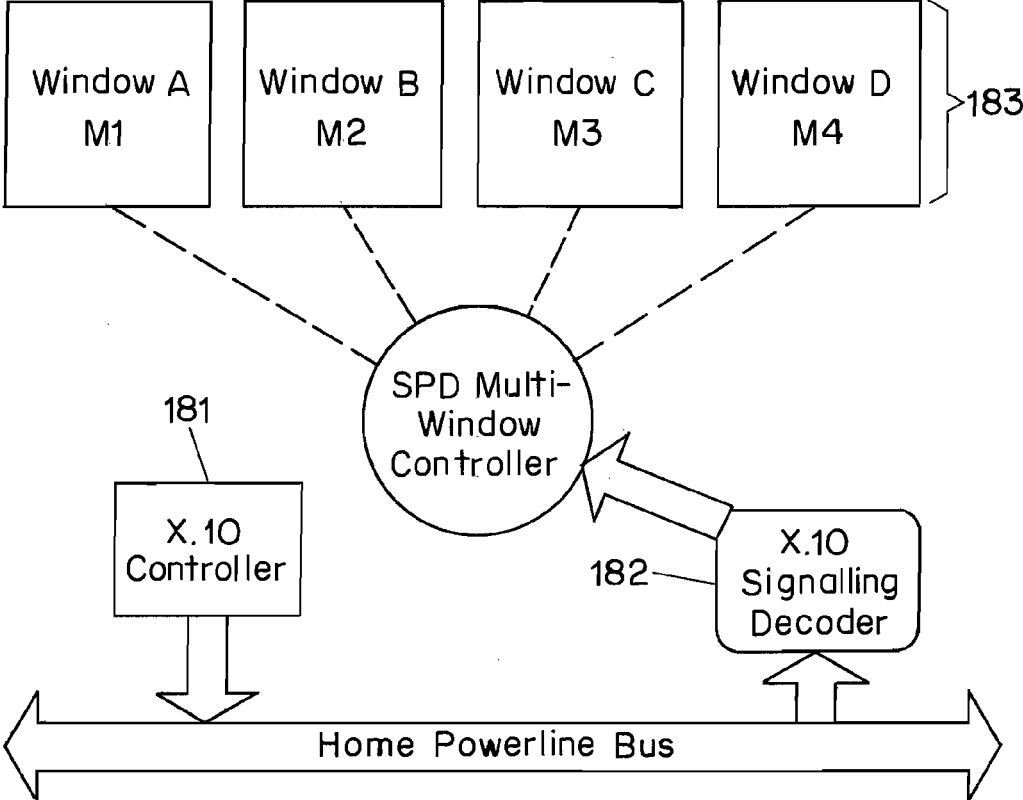 Window A
M1
Window B
M2
Window C
M3
Window D
M4
183
SPD Multi-
Window
Controller
181
X.10
Controller
182
X.10
Signalling
Decoder
Home Powerline Bus